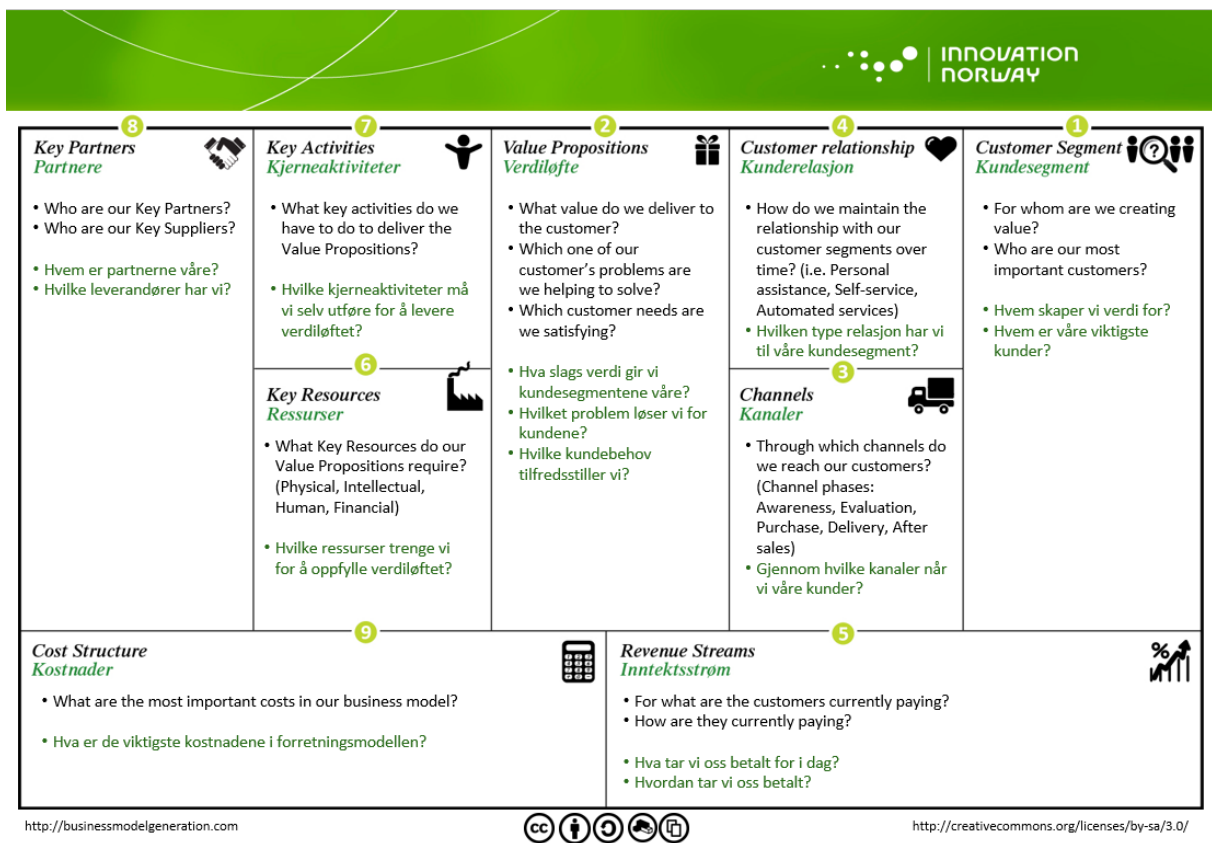 INNOVATION
NORWAY
8
Key Partners
Partnere
• Who are our Key Partners?
• Who are our Key Suppliers?
• Hvem er partnerne våre?
• Hvilke leverandører har vi?
7
Key Activities
Kjerneaktiviteter
• What key activities do we
have to do to deliver the
Value Propositions?
• Hvilke kjerneaktiviteter må
vi selv utføre for å levere
verdiløftet?
6
Key Resources
Ressurser
• What Key Resources do our
Value Propositions require?
(Physical, Intellectual,
Human, Financial)
• Hvilke ressurser trenge vi
for å oppfylle verdiløftet?
2
Value Propositions
Verdiløfte
• What value do we deliver to
the customer?
• Which one of our
customer’s problems are
we helping to solve?
• Which customer needs are
we satisfying?
• Hva slags verdi gir vi
kundesegmentene våre?
• Hvilket problem løser vi for
kundene?
• Hvilke kundebehov
tilfredsstiller vi?
4
Customer relationship
Kunderelasjon
• How do we maintain the
relationship with our
customer segments over
time? (i.e. Personal
assistance, Self-service,
Automated services)
• Hvilken type relasjon har vi
til våre kundesegment?
3
Channels
Kanaler
• Through which channels do
we reach our customers?
(Channel phases:
Awareness, Evaluation,
Purchase, Delivery, After
sales)
• Gjennom hvilke kanaler når
vi våre kunder?
1
Customer Segment
Kundesegment
• For whom are we creating
value?
• Who are our most
important customers?
• Hvem skaper vi verdi for?
• Hvem er våre viktigste
kunder?
9
Cost Structure
Kostnader
• What are the most important costs in our business model?
• Hva er de viktigste kostnadene i forretningsmodellen?
5
Revenue Streams
Inntektsstrøm
• For what are the customers currently paying?
• How are they currently paying?
• Hva tar vi oss betalt for i dag?
• Hvordan tar vi oss betalt?
http://businessmodelgeneration.com
cc
http://creativecommons.org/licenses/by-sa/3.0/